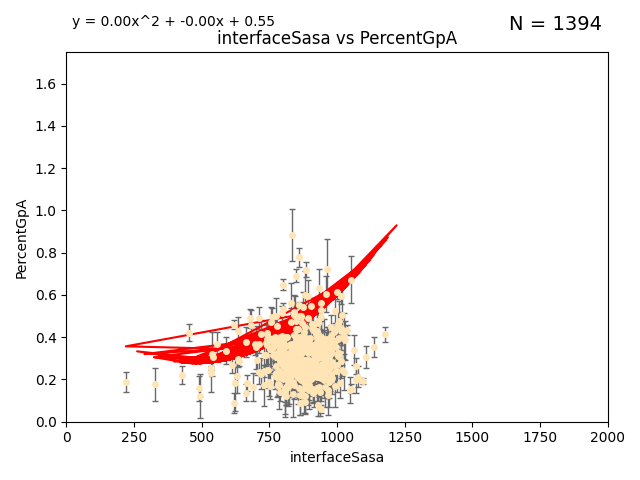 y = 0.00x^2 + -0.00x + 0.55
N = 1394
interfaceSasa vs PercentGpA
1.6
1.4
1.2
1.0
0.8
0.6
0.4
0.2
0.0
PercentGpA
0 250 500 750 1000 1250 1500 1750 2000
interfaceSasa